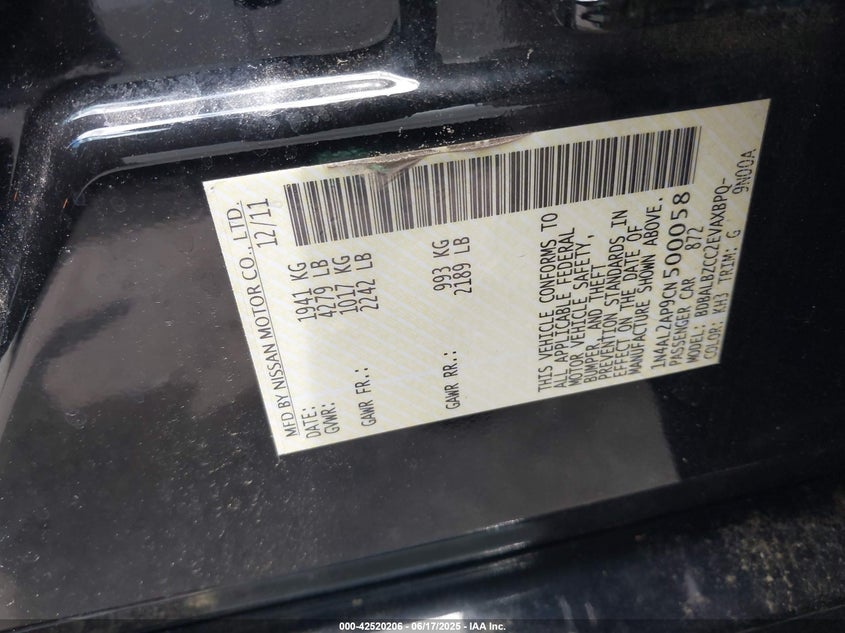 MFD BY NISSAN MOTOR CO., LTD.
DATE: 12/11
GVWR: 1941 KG
4279 LB
GAWR FR.: 1017 KG
2242 LB
GAWR RR.: 993 KG
2189 LB
THIS VEHICLE CONFORMS TO
ALL APPLICABLE FEDERAL
MOTOR VEHICLE SAFETY,
BUMPER, AND THEFT
PREVENTION STANDARDS IN
EFFECT ON THE DATE OF
MANUFACTURE SHOWN ABOVE.
1N4AL2AP9CN500058
PASSENGER CAR 872
MODEL: BDBALBZCC2EVAXBPQ-
COLOR: KH3 TRIM: G 9N00A
000-42520206 - 06/17/2025 - IAA Inc.